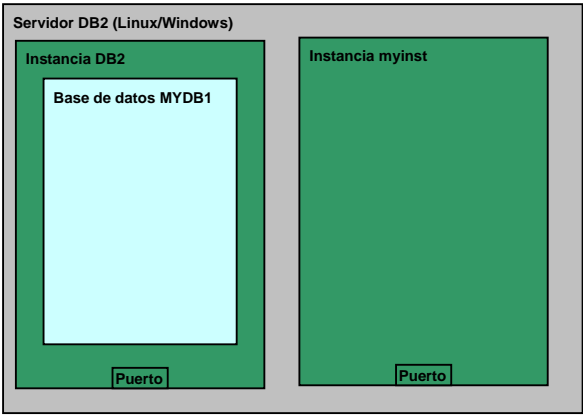 Servidor DB2 (Linux/Windows)
Instancia DB2
Base de datos MYDB1
Puerto
Instancia myinst
Puerto